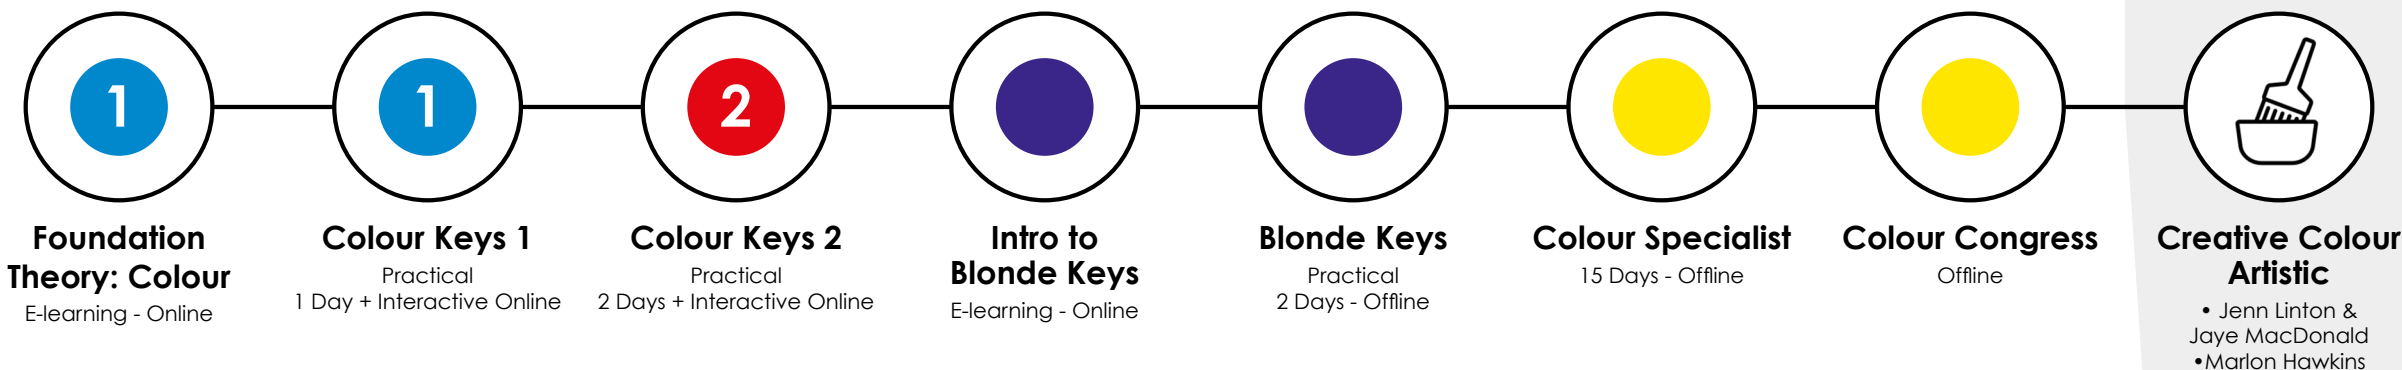 1
1
2
Foundation
Theory: Colour
E-learning - Online
Colour Keys 1
Practical
1 Day + Interactive Online
Colour Keys 2
Practical
2 Days + Interactive Online
Intro to
Blonde Keys
E-learning - Online
Blonde Keys
Practical
2 Days - Offline
Colour Specialist
15 Days - Offline
Colour Congress
Offline
Creative Colour
Artistic
• Jenn Linton &
Jaye MacDonald
•Marlon Hawkins